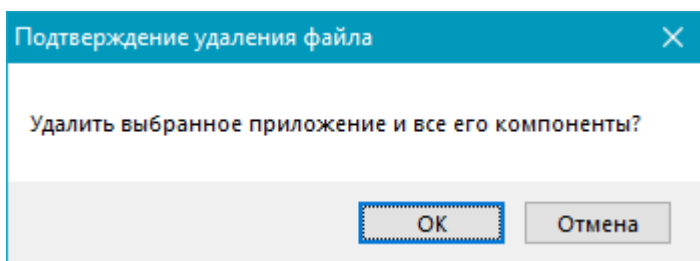 Подтверждение удаления файла
Удалить выбранное приложение и все его компоненты?
ОК
Отмена